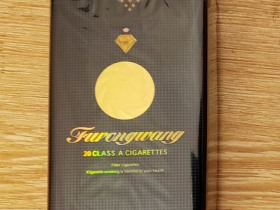 Furongwang
20 CLASS A CIGARETTES
Filter cigarettes
Cigarette smoking is harmful to your health